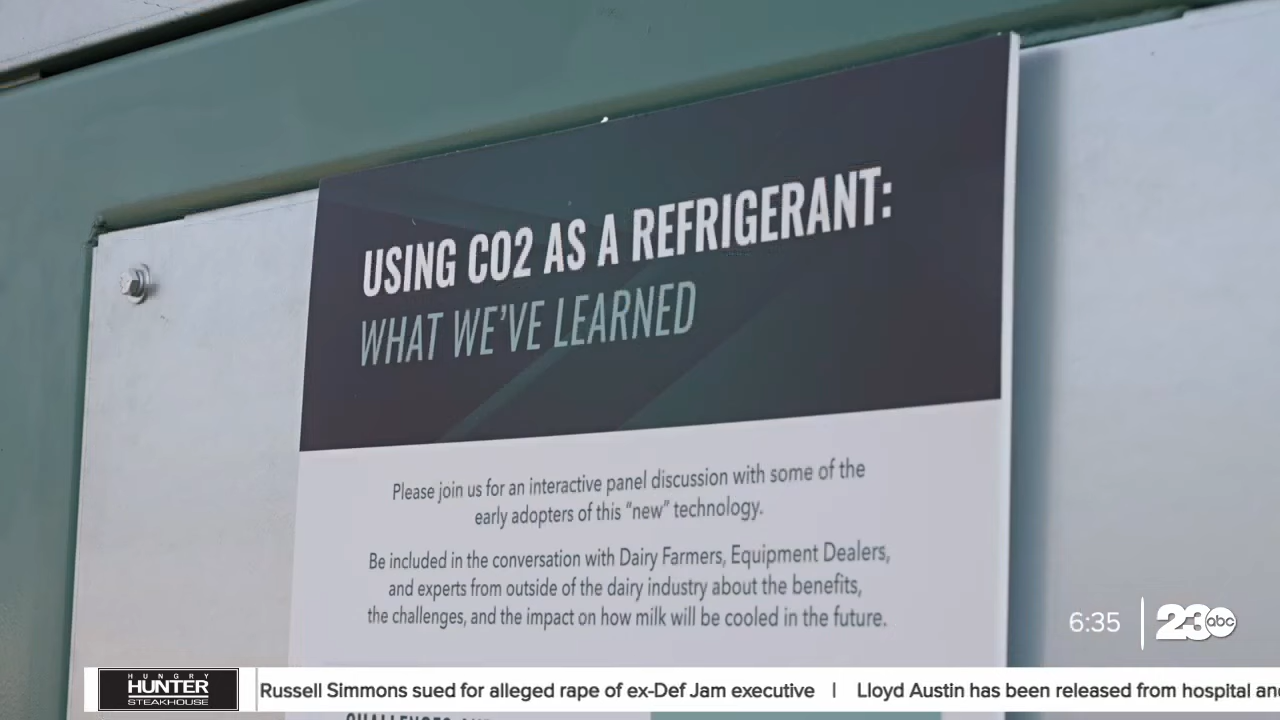 USING CO2 AS A REFRIGERANT:
WHAT WE'VE LEARNED
Please join us for an interactive panel discussion with some of the
early adopters of this “new” technology.
Be included in the conversation with Dairy Farmers, Equipment Dealers,
and experts from outside of the dairy industry about the benefits,
the challenges, and the impact on how milk will be cooled in the future.
6:35
23 abc
HUNGRY
HUNTER
STEAKHOUSE
Russell Simmons sued for alleged rape of ex-Def Jam executive | Lloyd Austin has been released from hospital an